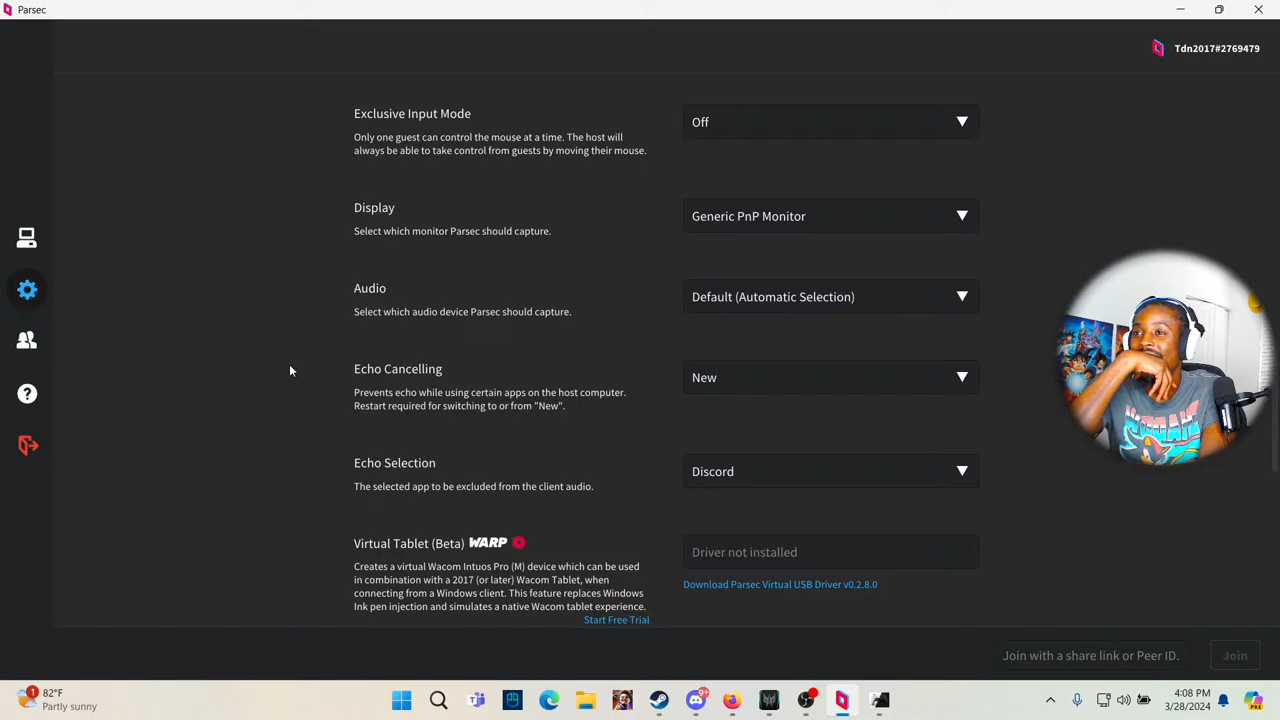 Parsec
Tdn2017#2769479
Exclusive Input Mode
Only one guest can control the mouse at a time. The host will
always be able to take control from guests by moving their mouse.
Off
Display
Select which monitor Parsec should capture.
Generic PnP Monitor
Audio
Select which audio device Parsec should capture.
Default (Automatic Selection)
Echo Cancelling
Prevents echo while using certain apps on the host computer.
Restart required for switching to or from "New".
New
Echo Selection
The selected app to be excluded from the client audio.
Discord
Virtual Tablet (Beta) WARP
Creates a virtual Wacom Intuos Pro (M) device which can be used
in combination with a 2017 (or later) Wacom Tablet, when
connecting from a Windows client. This feature replaces Windows
Ink pen injection and simulates a native Wacom tablet experience.
Start Free Trial
Driver not installed
Download Parsec Virtual USB Driver v0.2.8.0
Join with a share link or Peer ID.
Join
1
82°F
Partly sunny
9+
4:08 PM
3/28/2024
PRE